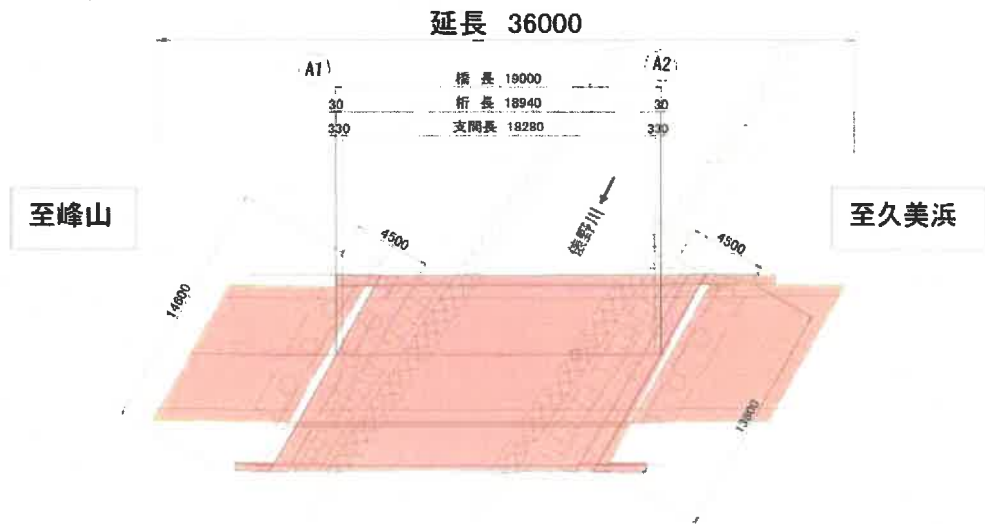 延長 36000
(A1)
(A2)
橋長 19000
30
桁長 18940
30
330
支間長 18280
330
至峰山
俵野川
至久美浜
4500
4500
14600
13800